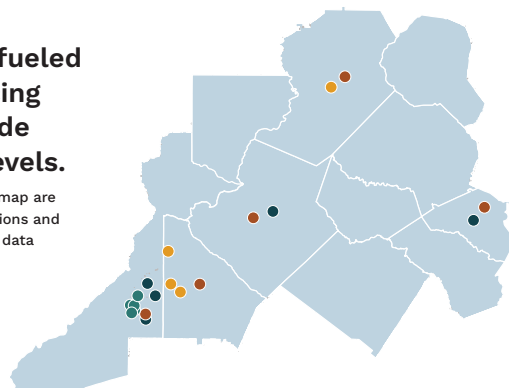 fueled
ing
de
evels.
map are
ions and
data